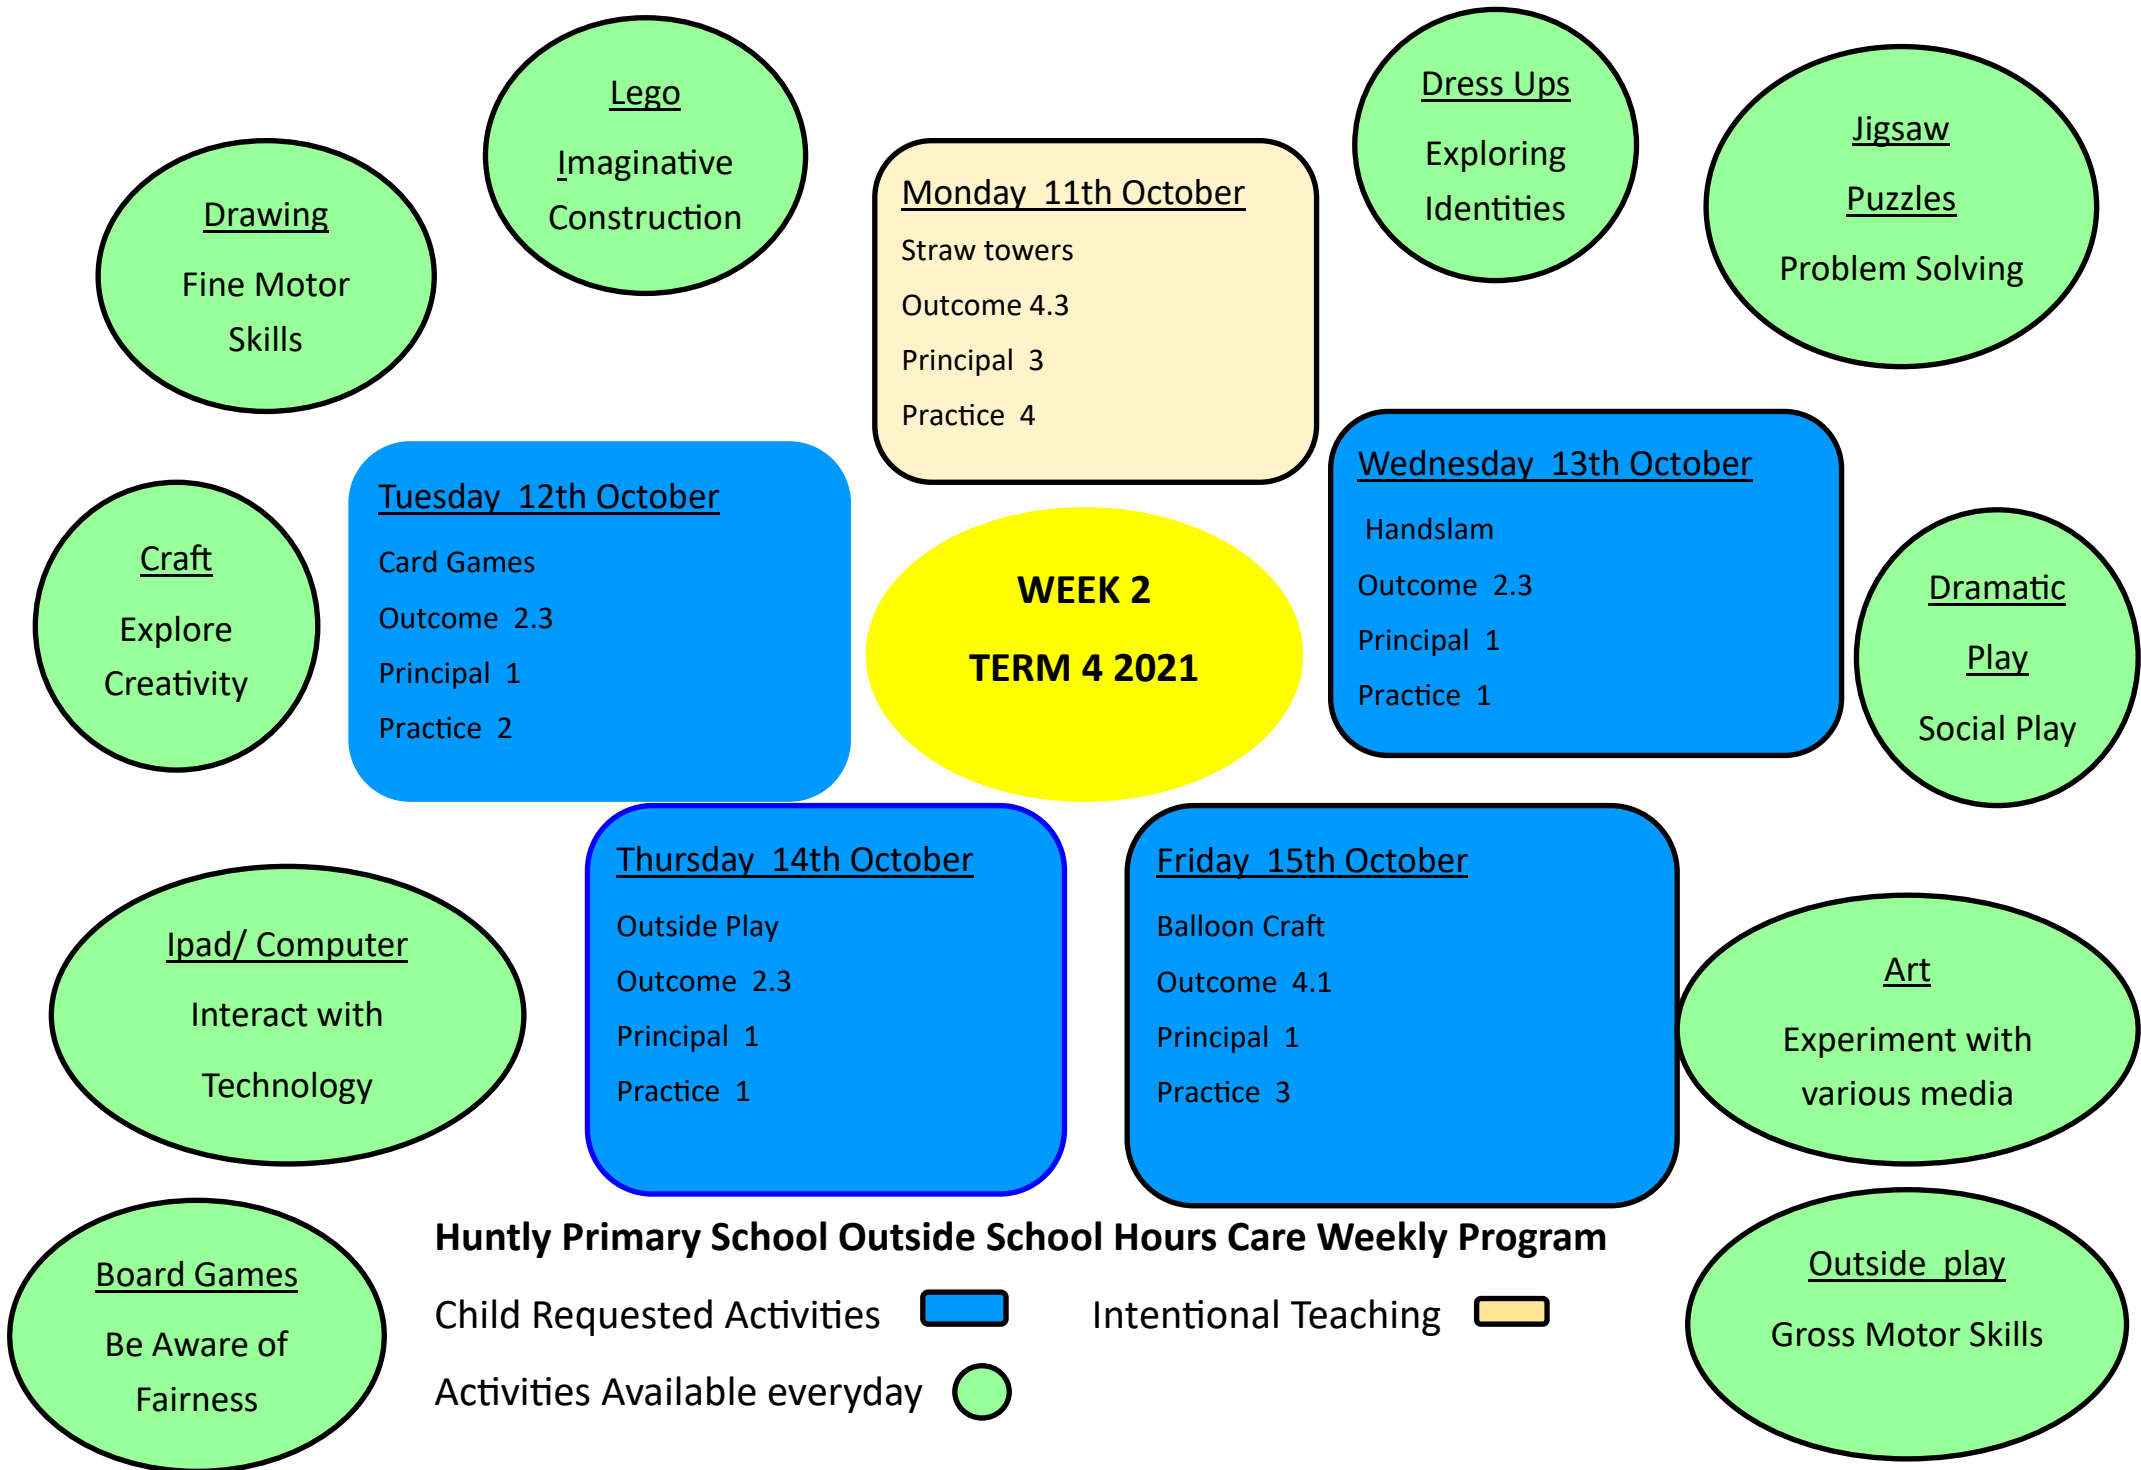 Lego
Imaginative
Construction
Dress Ups
Exploring
Identities
Jigsaw
Puzzles
Problem Solving
Drawing
Fine Motor
Skills
Monday  11th October
Straw towers
Outcome 4.3
Principal  3
Practice  4
Tuesday  12th October
Card Games
Outcome  2.3
Principal  1
Practice  2
Wednesday  13th October
Handslam
Outcome  2.3
Principal  1
Practice  1
Craft
Explore
Creativity
WEEK 2
TERM 4 2021
Dramatic
Play
Social Play
Thursday  14th October
Outside Play
Outcome  2.3
Principal  1
Practice  1
Friday  15th October
Balloon Craft
Outcome  4.1
Principal  1
Practice  3
Ipad/ Computer
Interact with
Technology
Art
Experiment with
various media
Board Games
Be Aware of
Fairness
Huntly Primary School Outside School Hours Care Weekly Program
Child Requested Activities
Intentional Teaching
Activities Available everyday
Outside  play
Gross Motor Skills